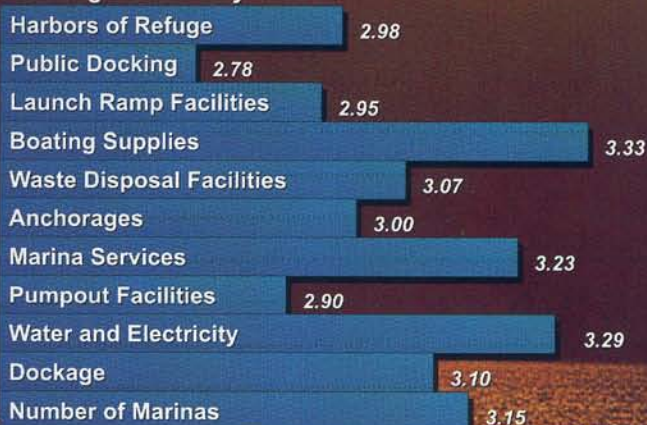 Harbors of Refuge 2.98
Public Docking 2.78
Launch Ramp Facilities 2.95
Boating Supplies 3.33
Waste Disposal Facilities 3.07
Anchorages 3.00
Marina Services 3.23
Pumpout Facilities 2.90
Water and Electricity 3.29
Dockage 3.10
Number of Marinas 3.15